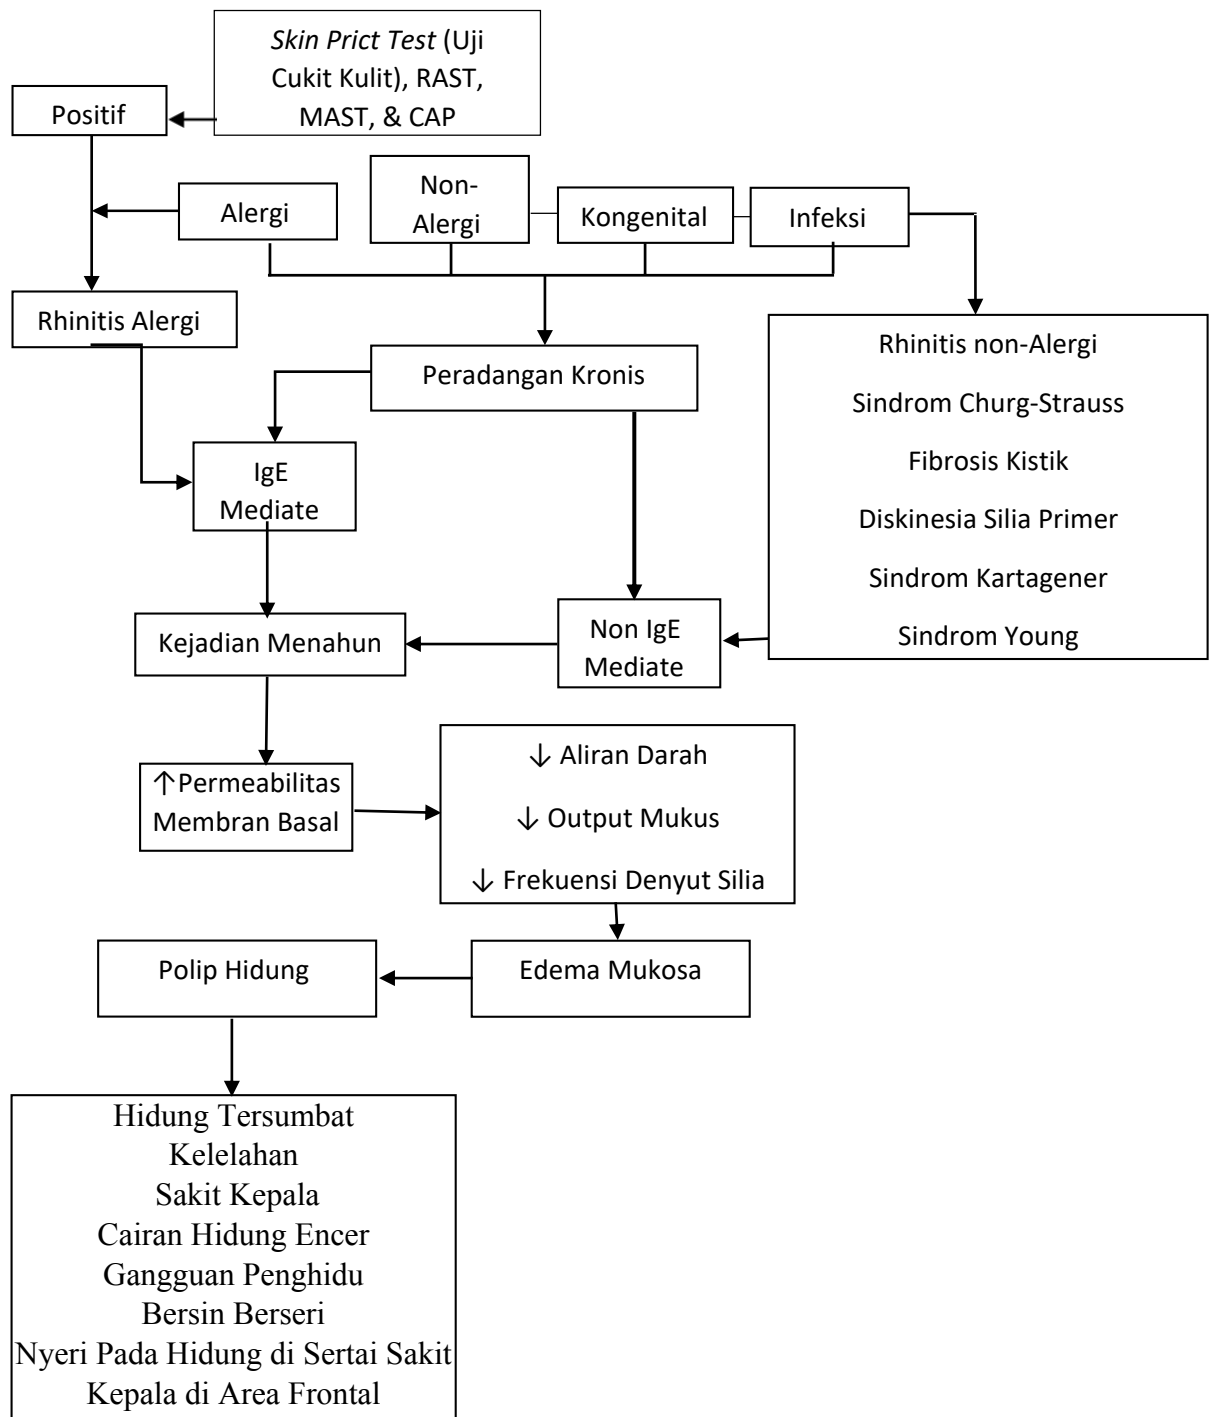 Skin Prict Test (Uji
Cukit Kulit), RAST,
MAST, & CAP
Positif
Alergi
Non-
Alergi
Kongenital
Infeksi
Rhinitis Alergi
Peradangan Kronis
Rhinitis non-Alergi
Sindrom Churg-Strauss
Fibrosis Kistik
Diskinesia Silia Primer
Sindrom Kartagener
Sindrom Young
IgE
Mediate
Kejadian Menahun
Non IgE
Mediate
↑Permeabilitas
Membran Basal
↓ Aliran Darah
↓ Output Mukus
↓ Frekuensi Denyut Silia
Polip Hidung
Edema Mukosa
Hidung Tersumbat
Kelelahan
Sakit Kepala
Cairan Hidung Encer
Gangguan Penghidu
Bersin Berseri
Nyeri Pada Hidung di Sertai Sakit
Kepala di Area Frontal